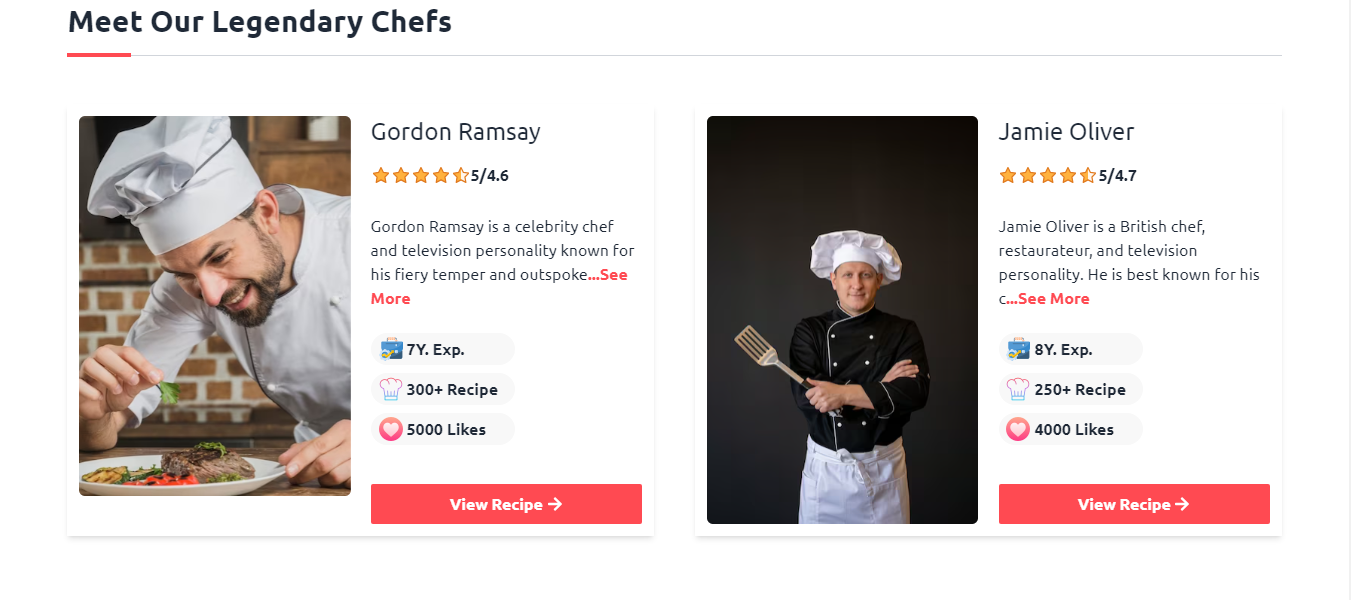 Meet Our Legendary Chefs
Gordon Ramsay
5/4.6
Gordon Ramsay is a celebrity chef
and television personality known for
his fiery temper and outspoke...See
More
7Y. Exp.
300+ Recipe
5000 Likes
View Recipe →
Jamie Oliver
5/4.7
Jamie Oliver is a British chef,
restaurateur, and television
personality. He is best known for his
c...See More
8Y. Exp.
250+ Recipe
4000 Likes
View Recipe →